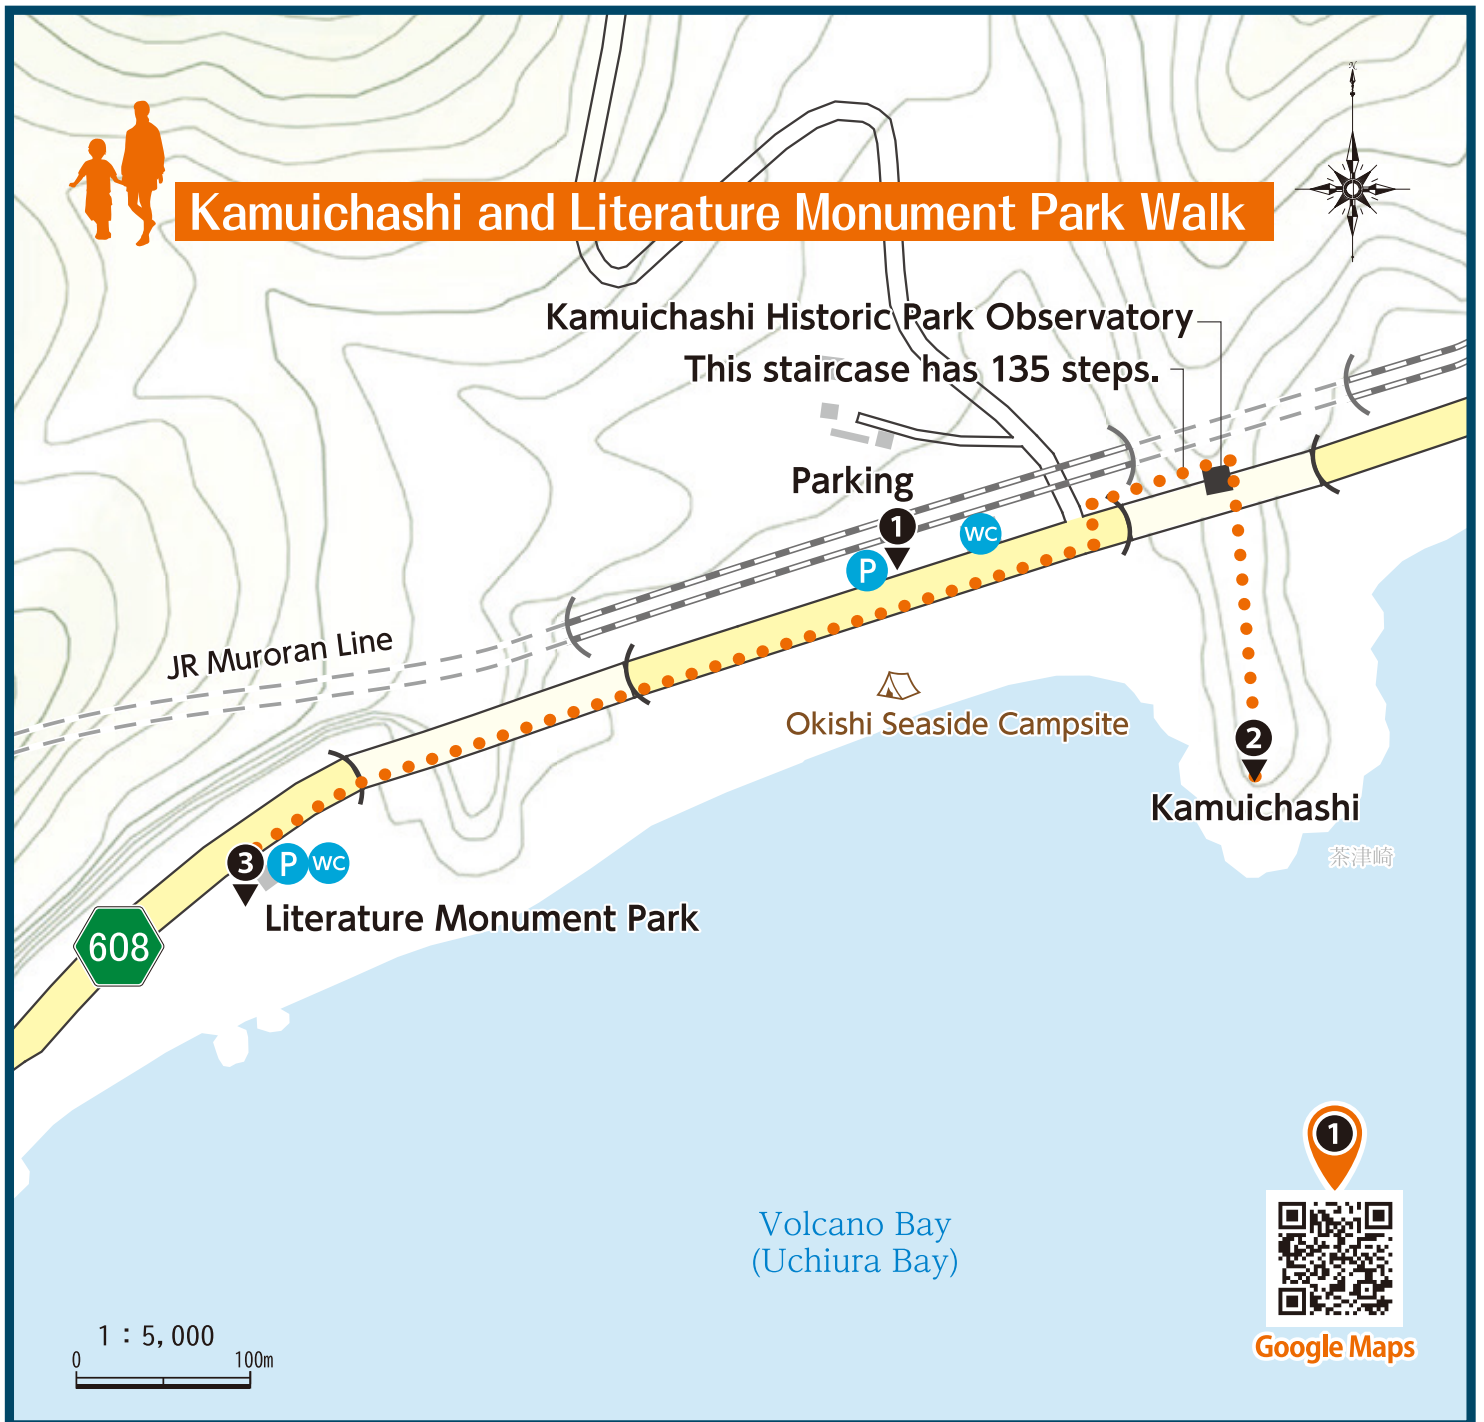 N
Kamuichashi and Literature Monument Park Walk
Kamuichashi Historic Park Observatory
This staircase has 135 steps.
Parking
1
WC
P
JR Muroran Line
Okishi Seaside Campsite
2
Kamuichashi
茶津崎
3
P
WC
Literature Monument Park
608
1
Volcano Bay
(Uchiura Bay)
1 : 5,000
0 100m
Google Maps